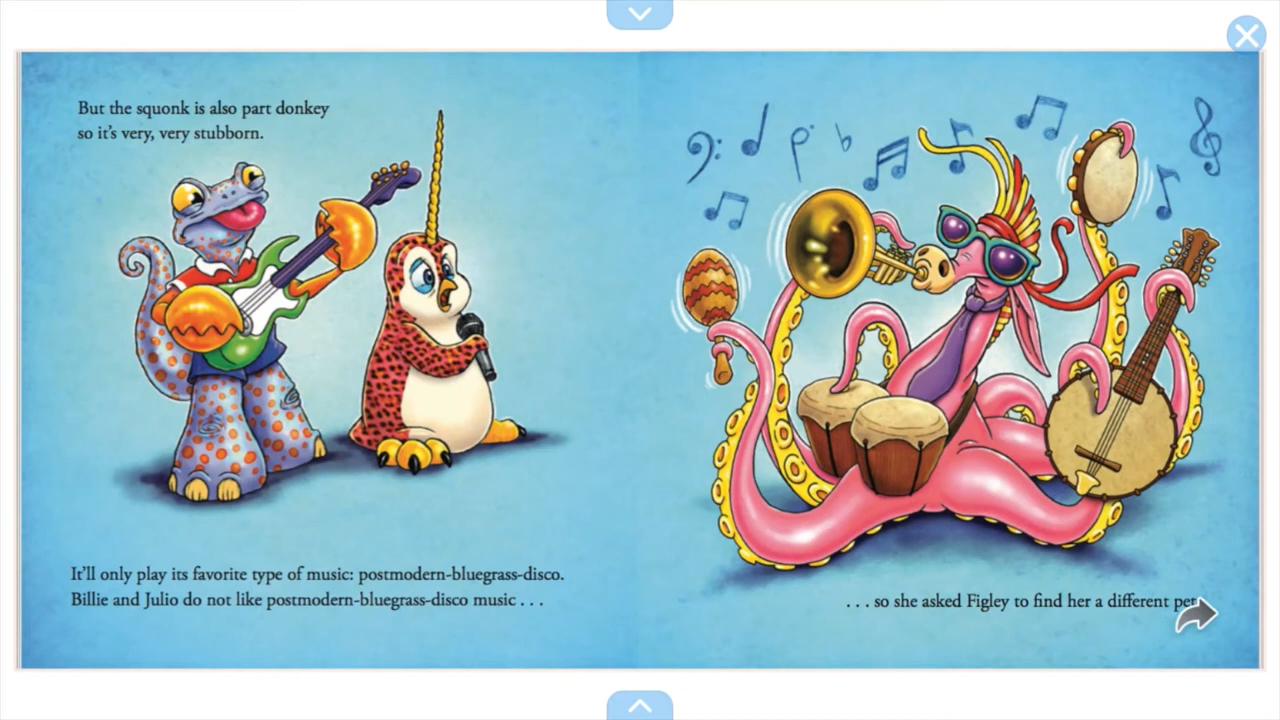 But the squonk is also part donkey
so it's very, very stubborn.
It'll only play its favorite type of music: postmodern-bluegrass-disco.
Billie and Julio do not like postmodern-bluegrass-disco music . . .
. . . so she asked Figley to find her a different pet